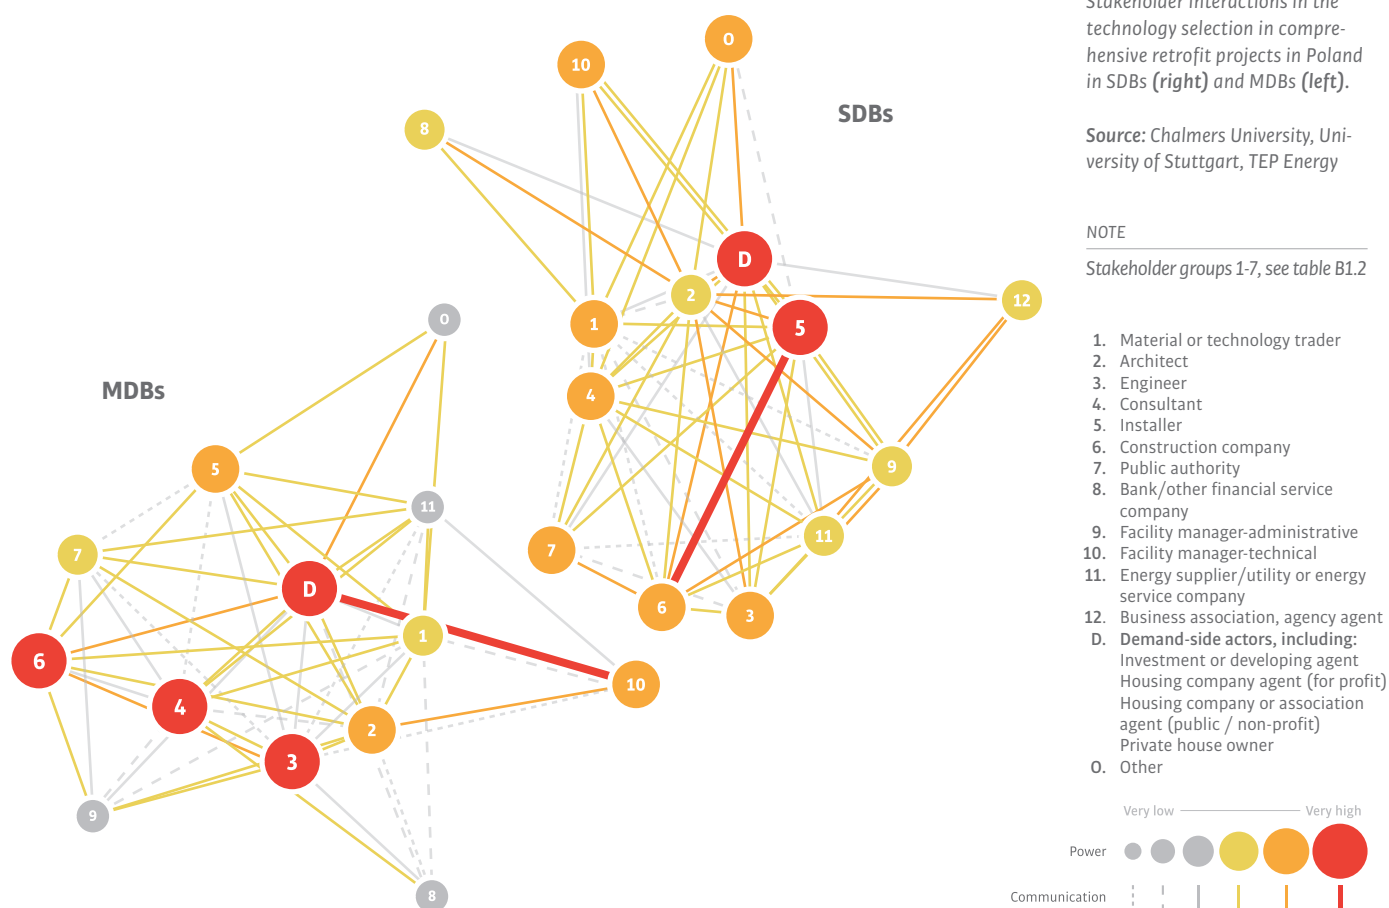 Stakeholder interactions in the
technology selection in compre-
hensive retrofit projects in Poland
in SDBs (right) and MDBs (left).
Source: Chalmers University, Uni-
versity of Stuttgart, TEP Energy
NOTE
Stakeholder groups 1-7, see table B1.2
1. Material or technology trader
2. Architect
3. Engineer
4. Consultant
5. Installer
6. Construction company
7. Public authority
8. Bank/other financial service
company
9. Facility manager-administrative
10. Facility manager-technical
11. Energy supplier/utility or energy
service company
12. Business association, agency agent
D. Demand-side actors, including:
Investment or developing agent
Housing company agent (for profit)
Housing company or association
agent (public / non-profit)
Private house owner
O. Other
Very low
Very high
Power
Communication
SDBs
O
10
8
D
2
12
1
5
4
9
11
7
6
3
MDBs
O
5
11
7
D
1
6
10
4
2
3
9
8